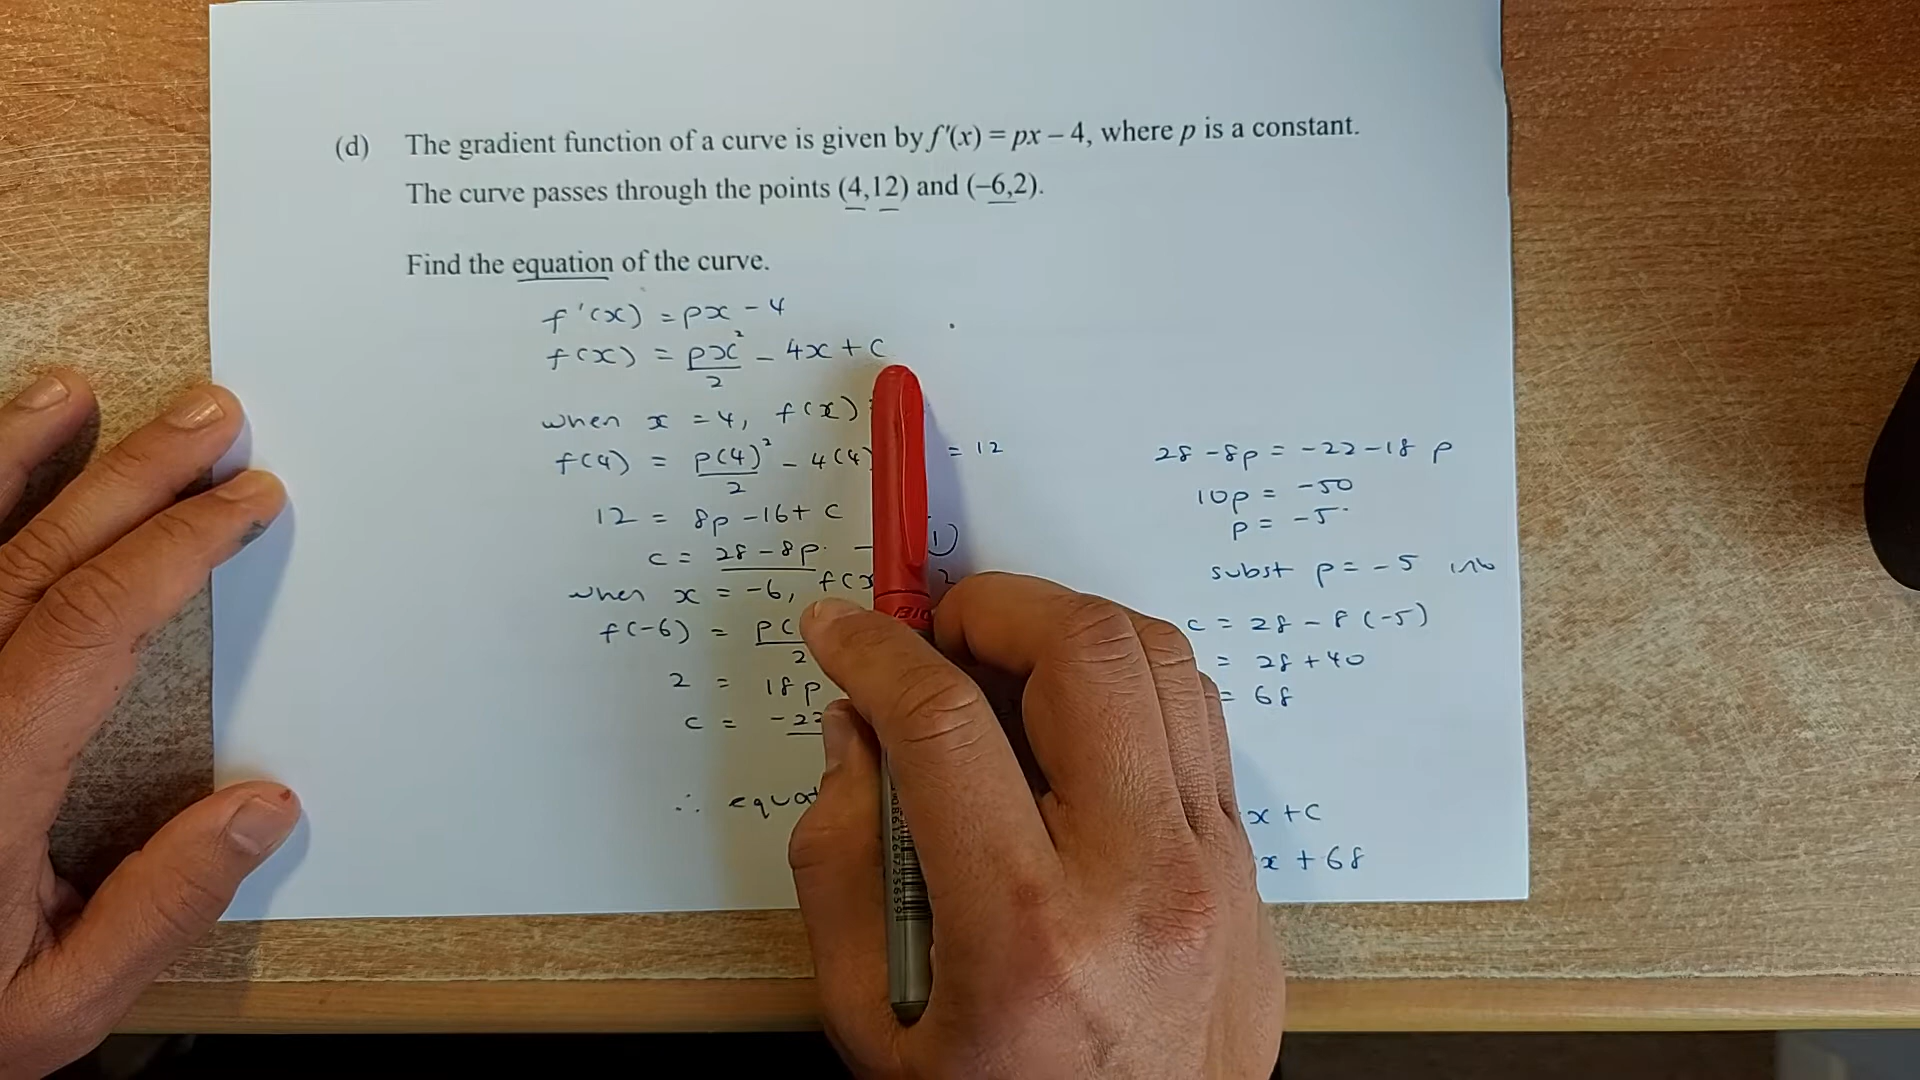 (d) The gradient function of a curve is given by f'(x) = px – 4, where p is a constant.
The curve passes through the points (4,12) and (–6,2).
Find the equation of the curve.
f'(x) = px - 4
f(x) = px²/2 - 4x + c
when x = 4, f(x)
f(4) = p(4)²/2 - 4(4) = 12
12 = 8p - 16 + c
c = 28 - 8p - 1)
when x = -6, f(x 2
f(-6) = p( 2
2 = 18p
c = -22
∴
28 - 8p = -22 - 18p
10p = -50
p = -5
subst p = -5 into
c = 28 - 8(-5)
= 28 + 40
= 68
x + c
x + 68